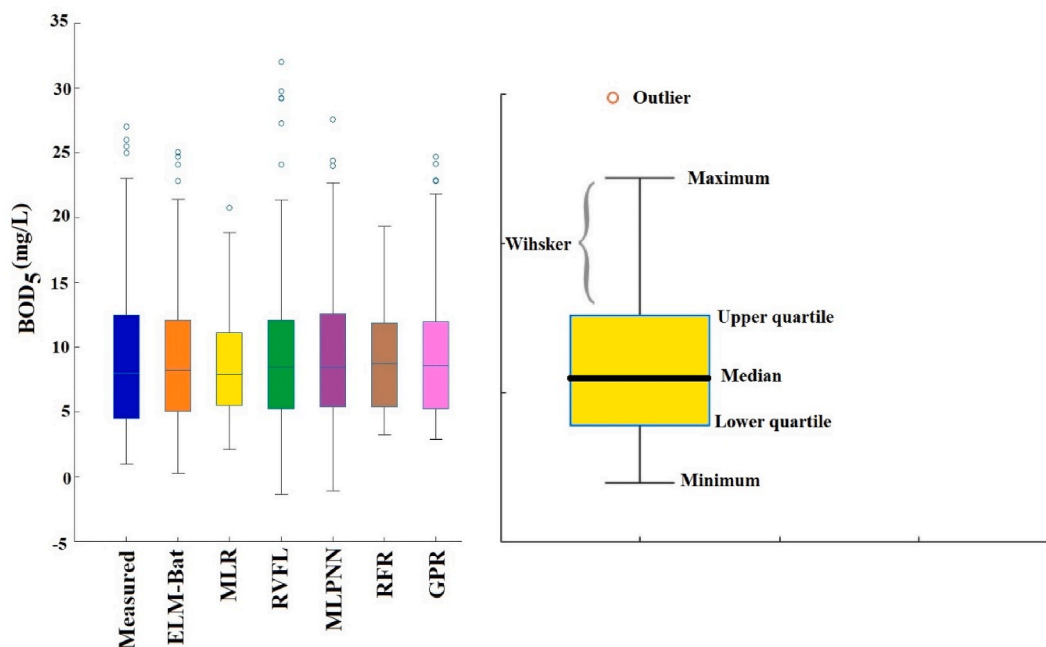 35
30
25
20
15
10
5
0
-5
BOD5 (mg/L)
Measured
ELM-Bat
MLR
RVFL
MLPNN
RFR
GPR
Outlier
Maximum
Wihsker
Upper quartile
Median
Lower quartile
Minimum